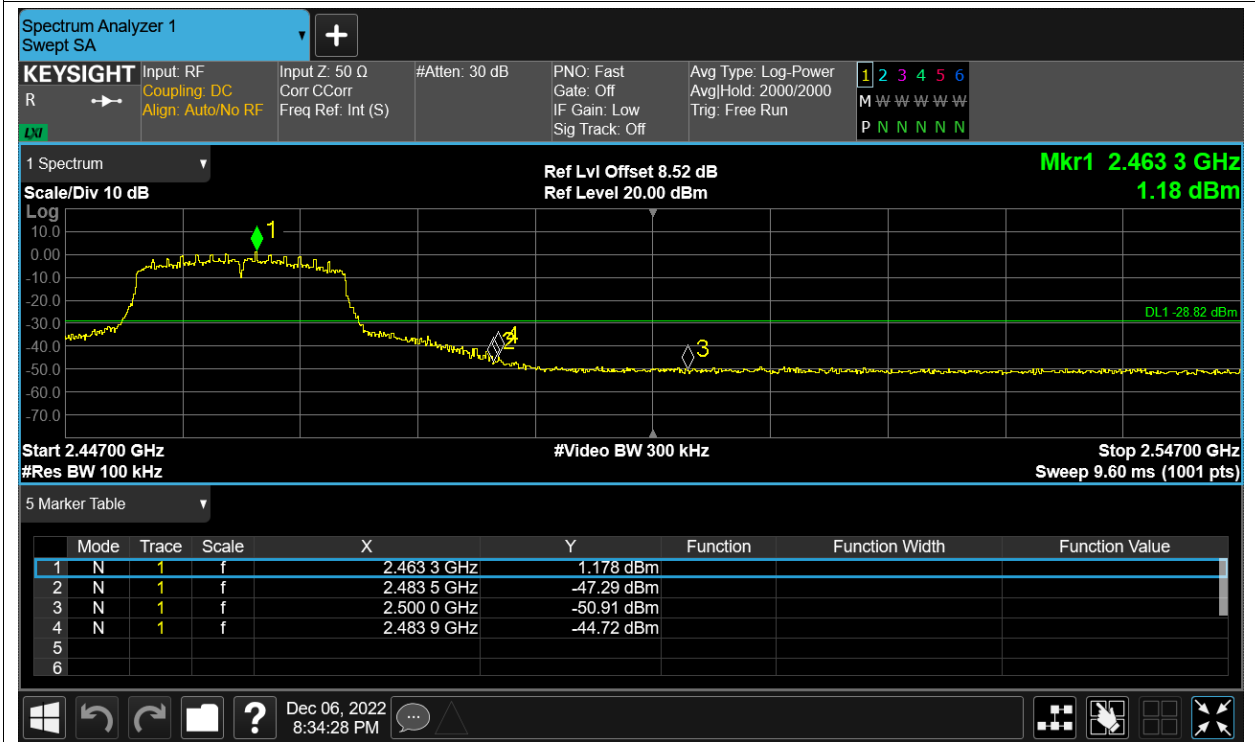 Spectrum Analyzer 1
Swept SA
KEYSIGHT
R
LXI
Input: RF
Coupling: DC
Align: Auto/No RF
Input Z: 50 Ω
Corr CCorr
Freq Ref: Int (S)
#Atten: 30 dB
PNO: Fast
Gate: Off
IF Gain: Low
Sig Track: Off
Avg Type: Log-Power
Avg|Hold: 2000/2000
Trig: Free Run
1 2 3 4 5 6
M W W W W W
P N N N N N
1 Spectrum
Scale/Div 10 dB
Ref Lvl Offset 8.52 dB
Ref Level 20.00 dBm
Mkr1 2.463 3 GHz
1.18 dBm
Log
10.0
0.00
-10.0
-20.0
-30.0
-40.0
-50.0
-60.0
-70.0
1
2
4
3
DL1 -28.82 dBm
Start 2.44700 GHz
#Res BW 100 kHz
#Video BW 300 kHz
Stop 2.54700 GHz
Sweep 9.60 ms (1001 pts)
5 Marker Table
Mode Trace Scale X Y Function Function Width Function Value
1 N 1 f 2.463 3 GHz 1.178 dBm
2 N 1 f 2.483 5 GHz -47.29 dBm
3 N 1 f 2.500 0 GHz -50.91 dBm
4 N 1 f 2.483 9 GHz -44.72 dBm
5
6
?
Dec 06, 2022
8:34:28 PM